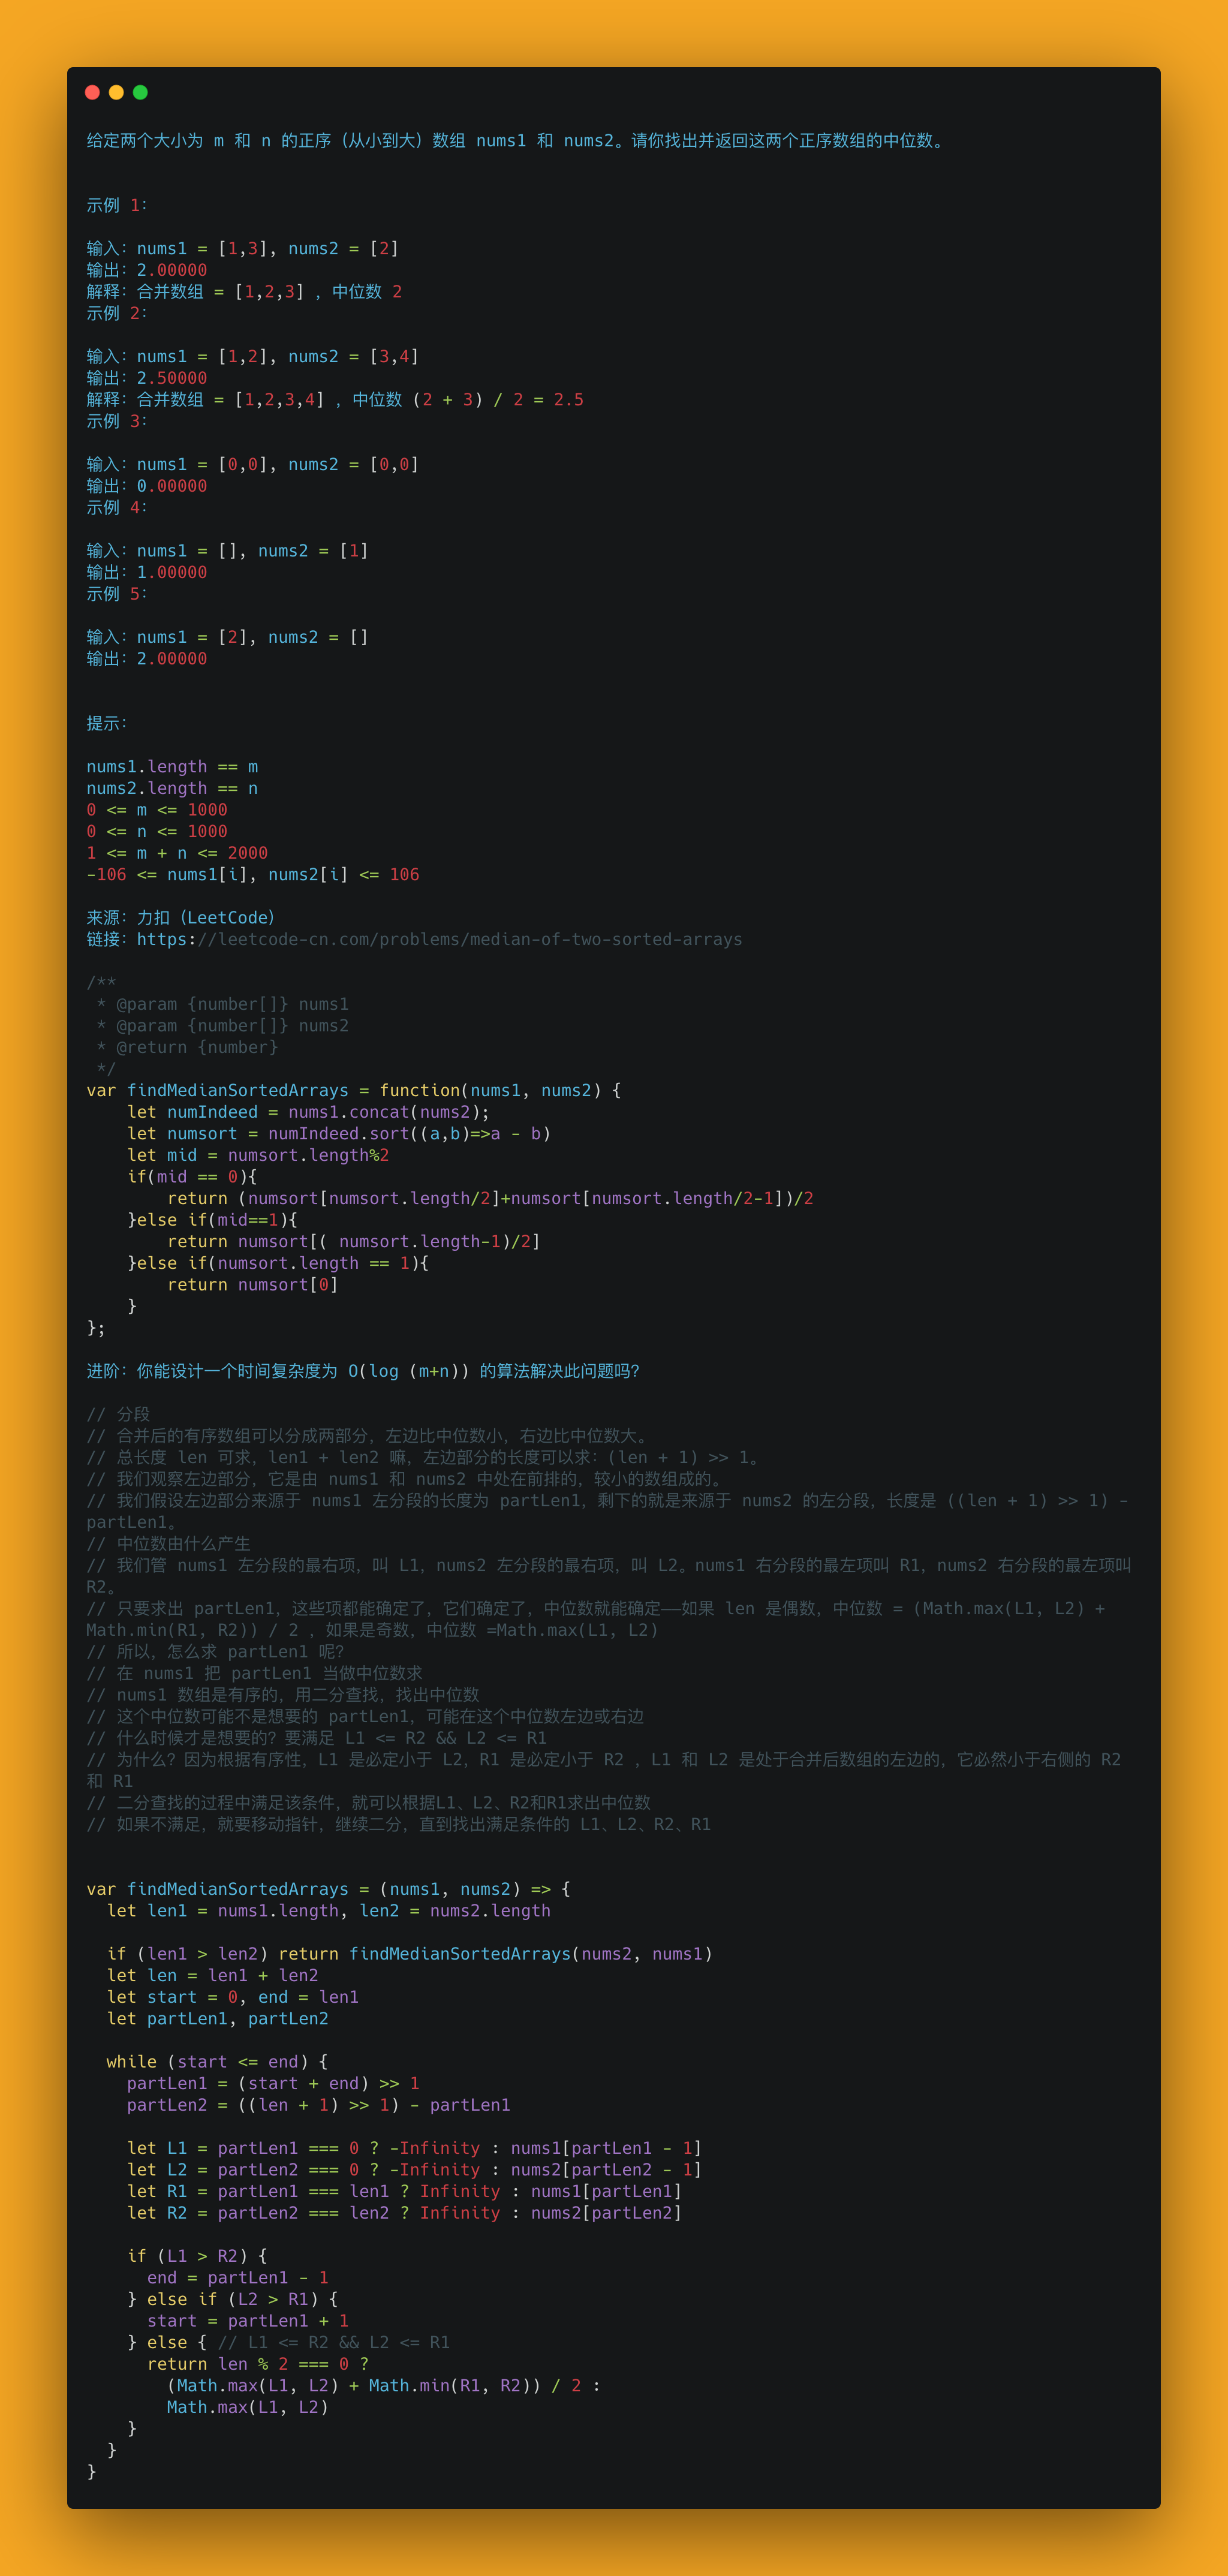 给定两个大小为 m 和 n 的正序（从小到大）数组 nums1 和 nums2。请你找出并返回这两个正序数组的中位数。
示例 1：
输入：nums1 = [1,3], nums2 = [2]
输出：2.00000
解释：合并数组 = [1,2,3] ，中位数 2
示例 2：
输入：nums1 = [1,2], nums2 = [3,4]
输出：2.50000
解释：合并数组 = [1,2,3,4] ，中位数 (2 + 3) / 2 = 2.5
示例 3：
输入：nums1 = [0,0], nums2 = [0,0]
输出：0.00000
示例 4：
输入：nums1 = [], nums2 = [1]
输出：1.00000
示例 5：
输入：nums1 = [2], nums2 = []
输出：2.00000
提示：
nums1.length == m
nums2.length == n
0 <= m <= 1000
0 <= n <= 1000
1 <= m + n <= 2000
-106 <= nums1[i], nums2[i] <= 106
来源：力扣（LeetCode）
链接：https://leetcode-cn.com/problems/median-of-two-sorted-arrays
/**
 * @param {number[]} nums1
 * @param {number[]} nums2
 * @return {number}
 */
var findMedianSortedArrays = function(nums1, nums2) {
    let numIndeed = nums1.concat(nums2);
    let numsort = numIndeed.sort((a,b)=>a - b)
    let mid = numsort.length%2
    if(mid == 0){
        return (numsort[numsort.length/2]+numsort[numsort.length/2-1])/2
    }else if(mid==1){
        return numsort[( numsort.length-1)/2]
    }else if(numsort.length == 1){
        return numsort[0]
    }
};
进阶：你能设计一个时间复杂度为 O(log (m+n)) 的算法解决此问题吗？
// 分段
// 合并后的有序数组可以分成两部分，左边比中位数小，右边比中位数大。
// 总长度 len 可求，len1 + len2 嘛，左边部分的长度可以求：(len + 1) >> 1。
// 我们观察左边部分，它是由 nums1 和 nums2 中处在前排的，较小的数组成的。
// 我们假设左边部分来源于 nums1 左分段的长度为 partLen1，剩下的就是来源于 nums2 的左分段，长度是 ((len + 1) >> 1) -
partLen1。
// 中位数由什么产生
// 我们管 nums1 左分段的最右项，叫 L1，nums2 左分段的最右项，叫 L2。nums1 右分段的最左项叫 R1，nums2 右分段的最左项叫
R2。
// 只要求出 partLen1，这些项都能确定了，它们确定了，中位数就能确定——如果 len 是偶数，中位数 = (Math.max(L1, L2) +
Math.min(R1, R2)) / 2 ，如果是奇数，中位数 =Math.max(L1, L2)
// 所以，怎么求 partLen1 呢？
// 在 nums1 把 partLen1 当做中位数求
// nums1 数组是有序的，用二分查找，找出中位数
// 这个中位数可能不是想要的 partLen1，可能在这个中位数左边或右边
// 什么时候才是想要的？要满足 L1 <= R2 && L2 <= R1
// 为什么？因为根据有序性，L1 是必定小于 L2，R1 是必定小于 R2 ，L1 和 L2 是处于合并后数组的左边的，它必然小于右侧的 R2
和 R1
// 二分查找的过程中满足该条件，就可以根据L1、L2、R2和R1求出中位数
// 如果不满足，就要移动指针，继续二分，直到找出满足条件的 L1、L2、R2、R1
var findMedianSortedArrays = (nums1, nums2) => {
  let len1 = nums1.length, len2 = nums2.length
  if (len1 > len2) return findMedianSortedArrays(nums2, nums1)
  let len = len1 + len2
  let start = 0, end = len1
  let partLen1, partLen2
  while (start <= end) {
    partLen1 = (start + end) >> 1
    partLen2 = ((len + 1) >> 1) - partLen1
    let L1 = partLen1 === 0 ? -Infinity : nums1[partLen1 - 1]
    let L2 = partLen2 === 0 ? -Infinity : nums2[partLen2 - 1]
    let R1 = partLen1 === len1 ? Infinity : nums1[partLen1]
    let R2 = partLen2 === len2 ? Infinity : nums2[partLen2]
    if (L1 > R2) {
      end = partLen1 - 1
    } else if (L2 > R1) {
      start = partLen1 + 1
    } else { // L1 <= R2 && L2 <= R1
      return len % 2 === 0 ?
        (Math.max(L1, L2) + Math.min(R1, R2)) / 2 :
        Math.max(L1, L2)
    }
  }
}